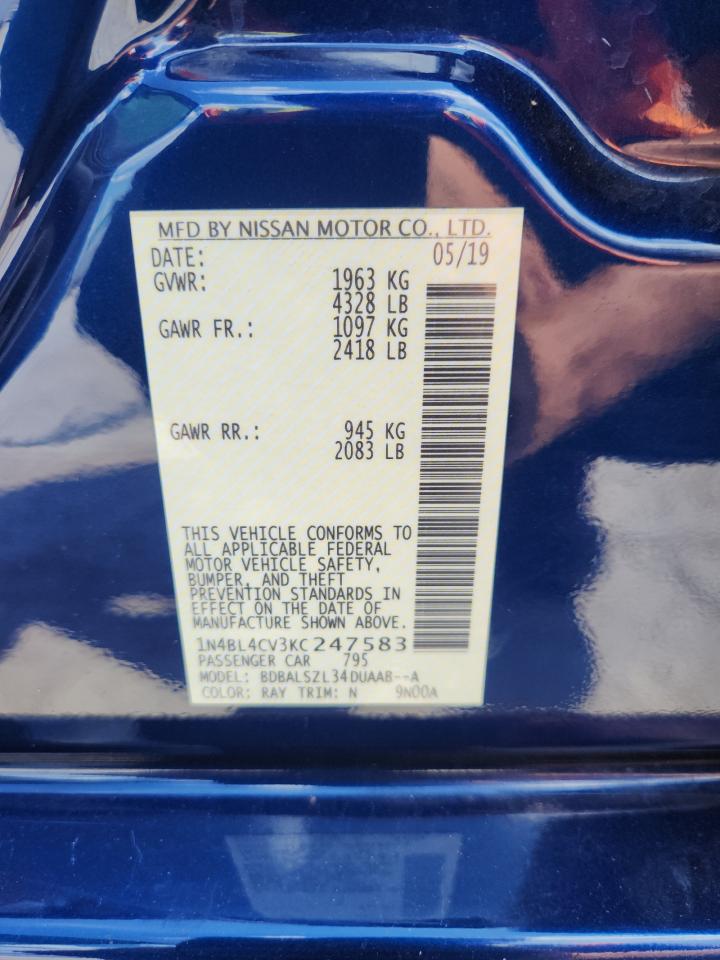 MFD BY NISSAN MOTOR CO., LTD.
DATE: 05/19
GVWR: 1963 KG
4328 LB
GAWR FR.: 1097 KG
2418 LB
GAWR RR.: 945 KG
2083 LB
THIS VEHICLE CONFORMS TO
ALL APPLICABLE FEDERAL
MOTOR VEHICLE SAFETY,
BUMPER, AND THEFT
PREVENTION STANDARDS IN
EFFECT ON THE DATE OF
MANUFACTURE SHOWN ABOVE.
1N4BL4CV3KC247583
PASSENGER CAR 795
MODEL: BDBALSZL34DUAAB--A
COLOR: RAY TRIM: N 9N00A